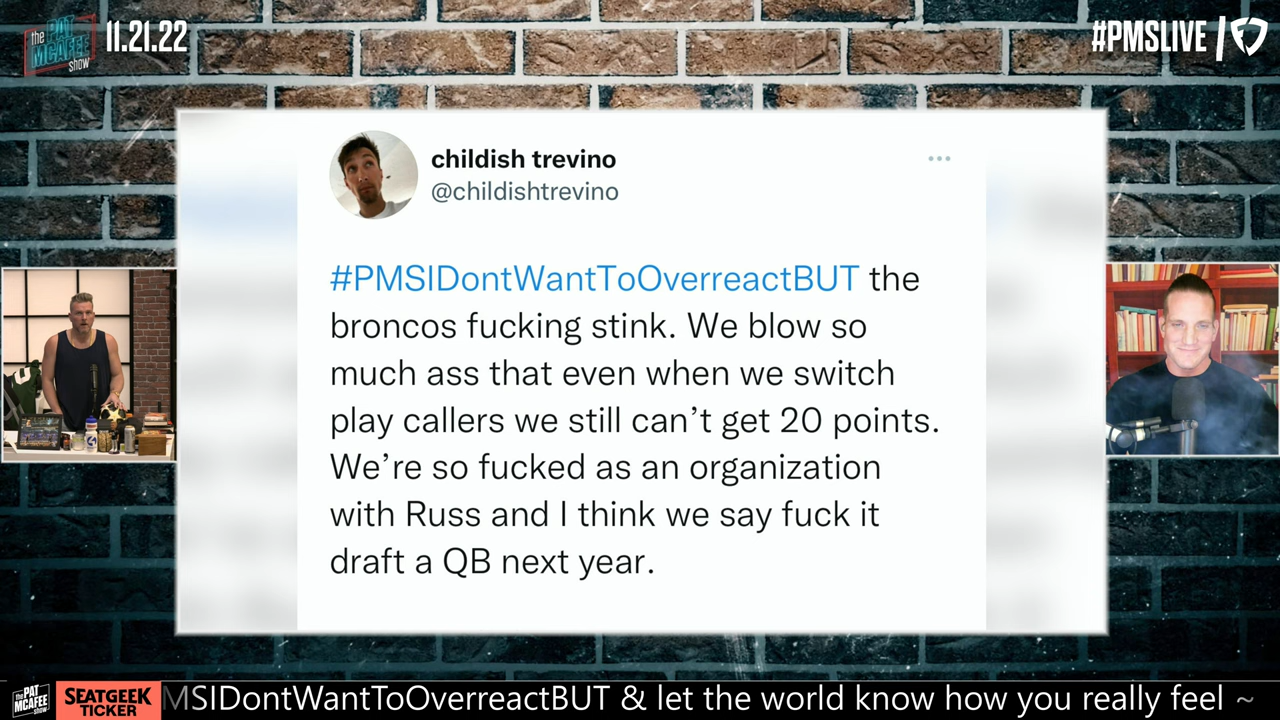 the
PAT
MCAFEE
show
11.21.22
#PMSLIVE
childish trevino
@childishtrevino
#PMSIDontWantToOverreactBUT the
broncos fucking stink. We blow so
much ass that even when we switch
play callers we still can’t get 20 points.
We’re so fucked as an organization
with Russ and I think we say fuck it
draft a QB next year.
the PAT
MCAFEE
show
SEATGEEK
TICKER
MSIDontWantToOverreactBUT & let the world know how you really feel ~